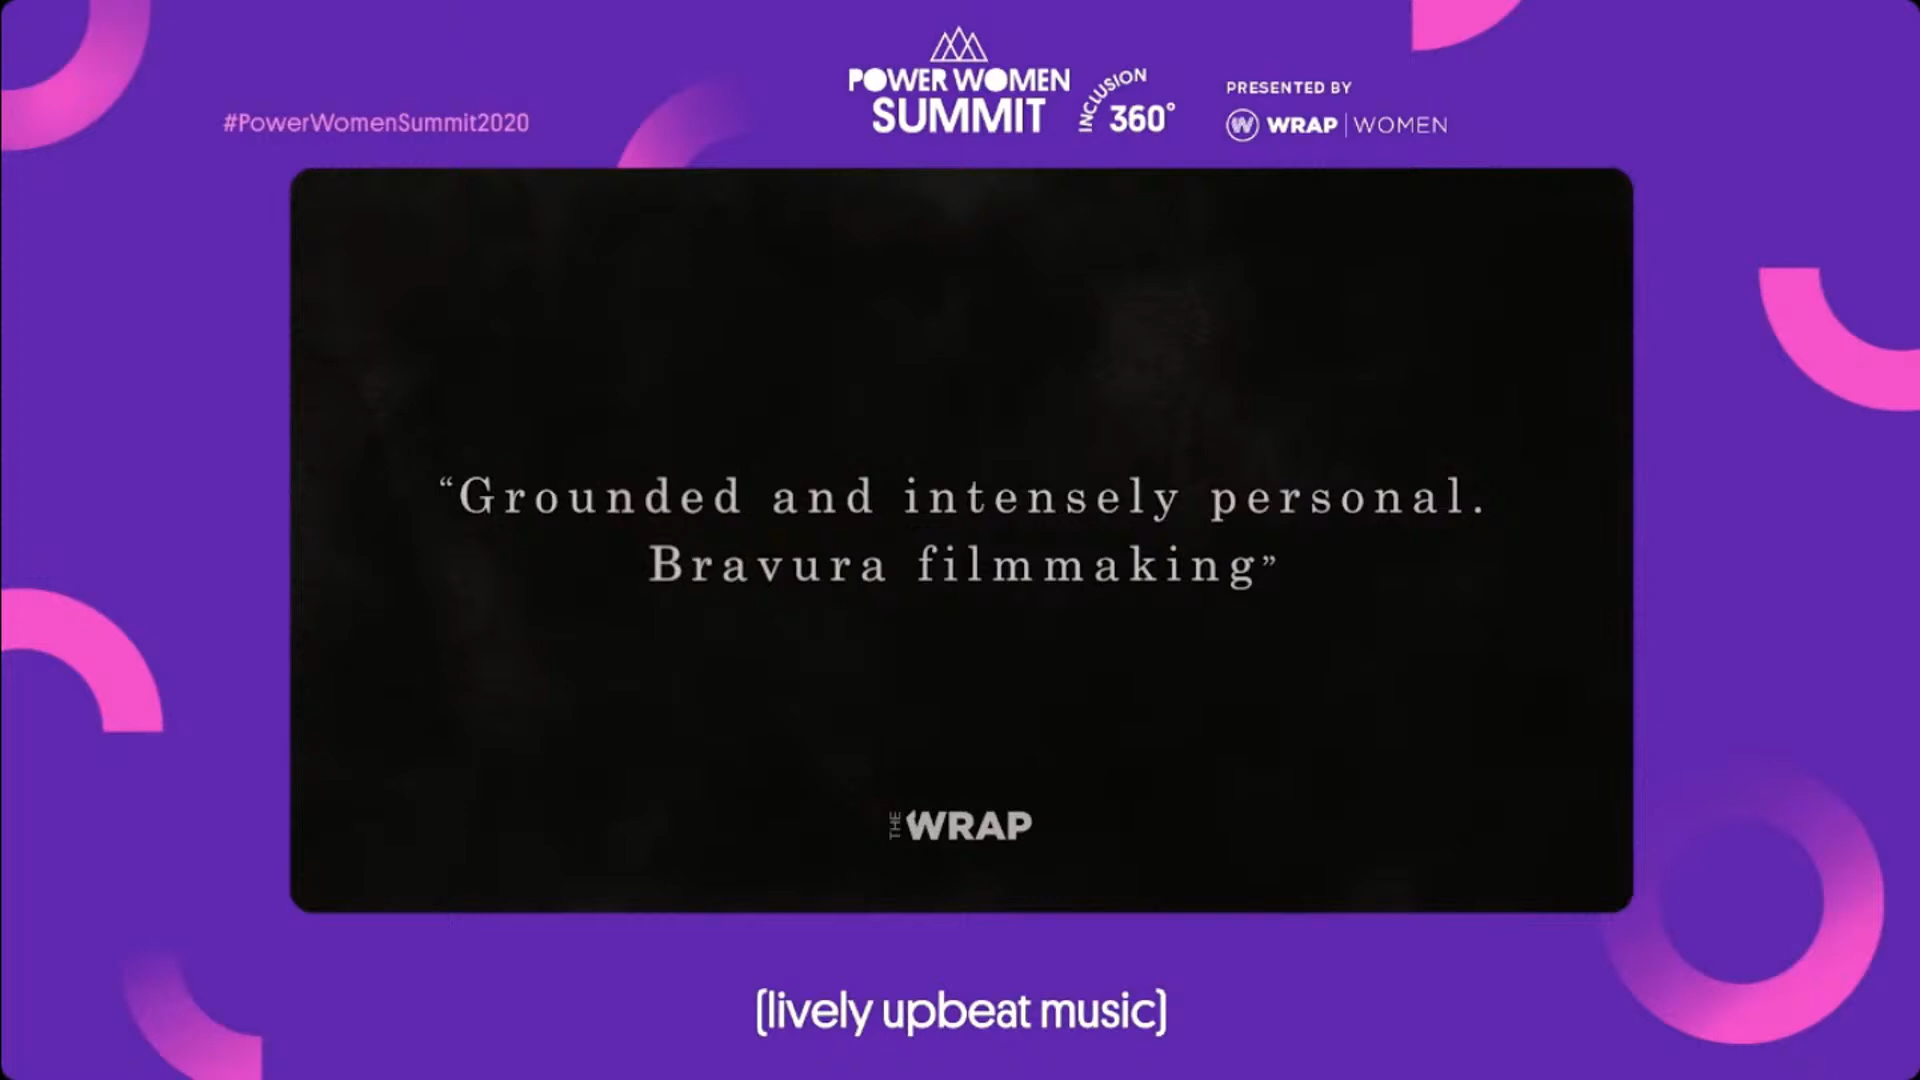 #PowerWomenSummit2020
POWER WOMEN
SUMMIT
INCLUSION
360°
PRESENTED BY
W WRAP | WOMEN
“Grounded and intensely personal.
Bravura filmmaking”
THE WRAP
[lively upbeat music]